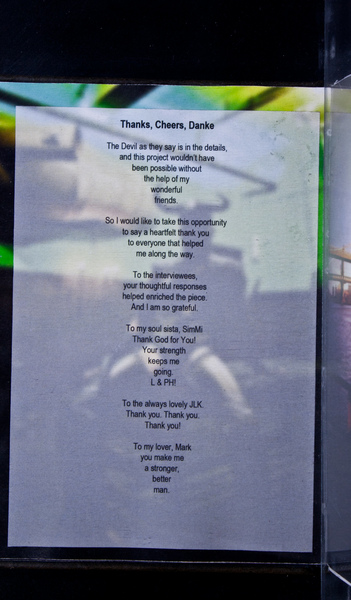 Thanks, Cheers, Danke
The Devil as they say is in the details,
and this project wouldn't have
been possible without
the help of my
wonderful
friends.
So I would like to take this opportunity
to say a heartfelt thank you
to everyone that helped
me along the way.
To the interviewees,
your thoughtful responses
helped enriched the piece.
And I am so grateful.
To my soul sista, SimMi
Thank God for You!
Your strength
keeps me
going.
L & PH!
To the always lovely JLK.
Thank you. Thank you.
Thank you!
To my lover, Mark
you make me
a stronger,
better
man.